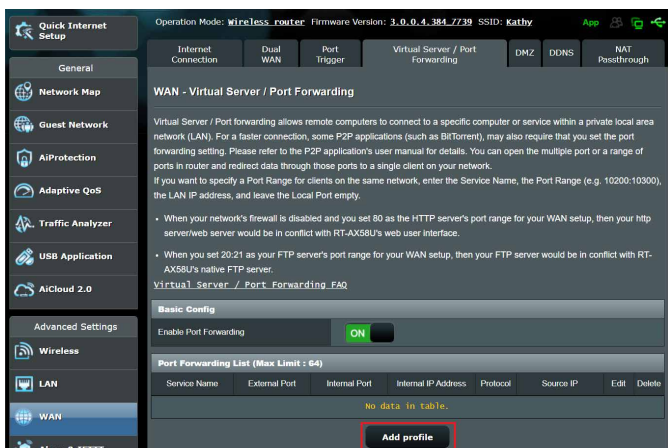 Quick Internet
Setup
Operation Mode: Wireless router Firmware Version: 3.0.0.4.384_7739 SSID: Kathy
App
General
Network Map
Guest Network
AiProtection
Adaptive QoS
Traffic Analyzer
USB Application
AiCloud 2.0
Advanced Settings
Wireless
LAN
WAN
Internet
Connection
Dual
WAN
Port
Trigger
Virtual Server / Port
Forwarding
DMZ
DDNS
NAT
Passthrough
WAN - Virtual Server / Port Forwarding
Virtual Server / Port forwarding allows remote computers to connect to a specific computer or service within a private local area
network (LAN). For a faster connection, some P2P applications (such as BitTorrent), may also require that you set the port
forwarding setting. Please refer to the P2P application's user manual for details. You can open the multiple port or a range of
ports in router and redirect data through those ports to a single client on your network.
If you want to specify a Port Range for clients on the same network, enter the Service Name, the Port Range (e.g. 10200:10300),
the LAN IP address, and leave the Local Port empty.
• When your network's firewall is disabled and you set 80 as the HTTP server's port range for your WAN setup, then your http
server/web server would be in conflict with RT-AX58U's web user interface.
• When you set 20:21 as your FTP server's port range for your WAN setup, then your FTP server would be in conflict with RT-
AX58U's native FTP server.
Virtual Server / Port Forwarding FAQ
Basic Config
Enable Port Forwarding ON
Port Forwarding List (Max Limit : 64)
Service Name External Port Internal Port Internal IP Address Protocol Source IP Edit Delete
No data in table.
Add profile